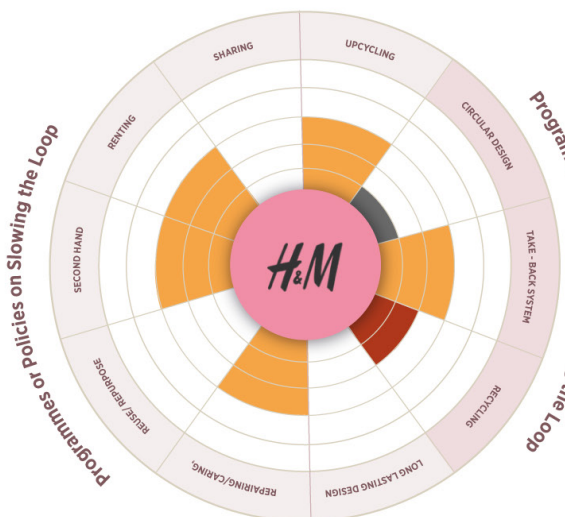 SHARING
UPCYCLING
CIRCULAR DESIGN
TAKE - BACK SYSTEM
RECYCLING
LONG LASTING DESIGN
REPAIRING/CARING,
REUSE/ REPURPOSE
SECOND HAND
RENTING
H&M
Programmes or Policies on Slowing the Loop
Program
the Loop